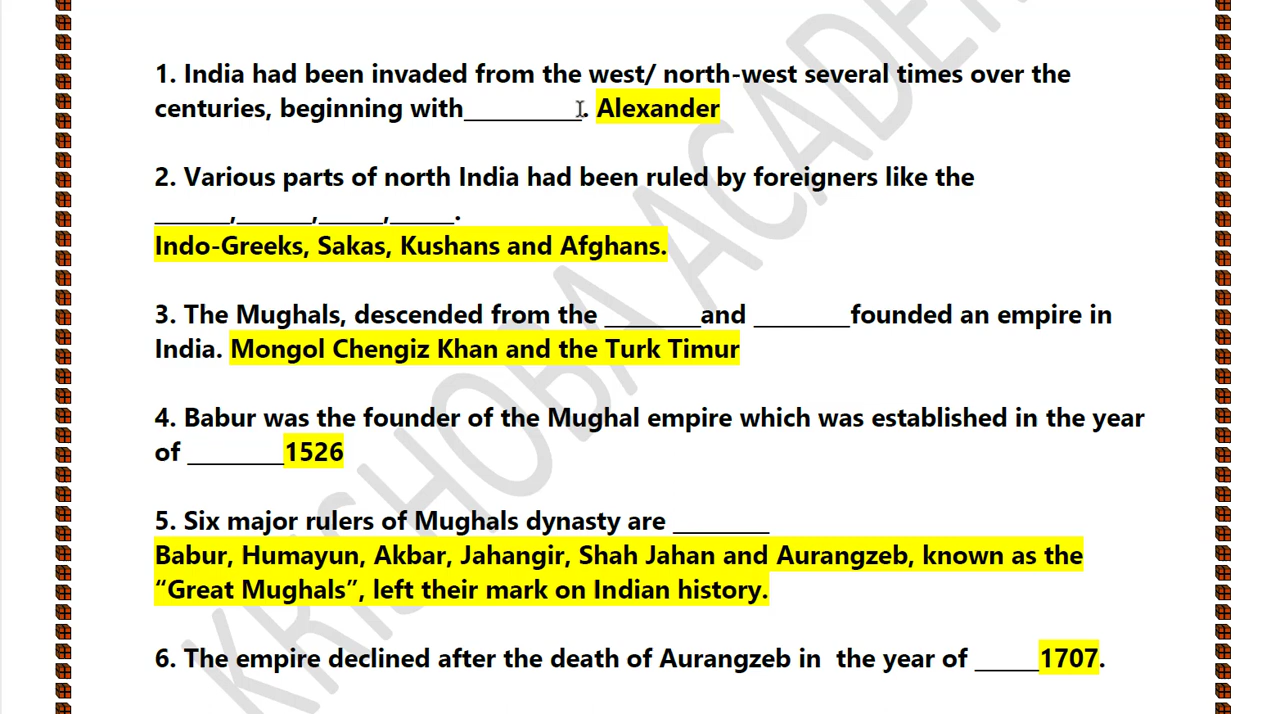 1. India had been invaded from the west/ north-west several times over the
centuries, beginning with__________. Alexander
2. Various parts of north India had been ruled by foreigners like the
_______,_______,______,______.
Indo-Greeks, Sakas, Kushans and Afghans.
3. The Mughals, descended from the _________and _________founded an empire in
India. Mongol Chengiz Khan and the Turk Timur
4. Babur was the founder of the Mughal empire which was established in the year
of _________1526
5. Six major rulers of Mughals dynasty are _________
Babur, Humayun, Akbar, Jahangir, Shah Jahan and Aurangzeb, known as the
“Great Mughals”, left their mark on Indian history.
6. The empire declined after the death of Aurangzeb in  the year of ______1707.